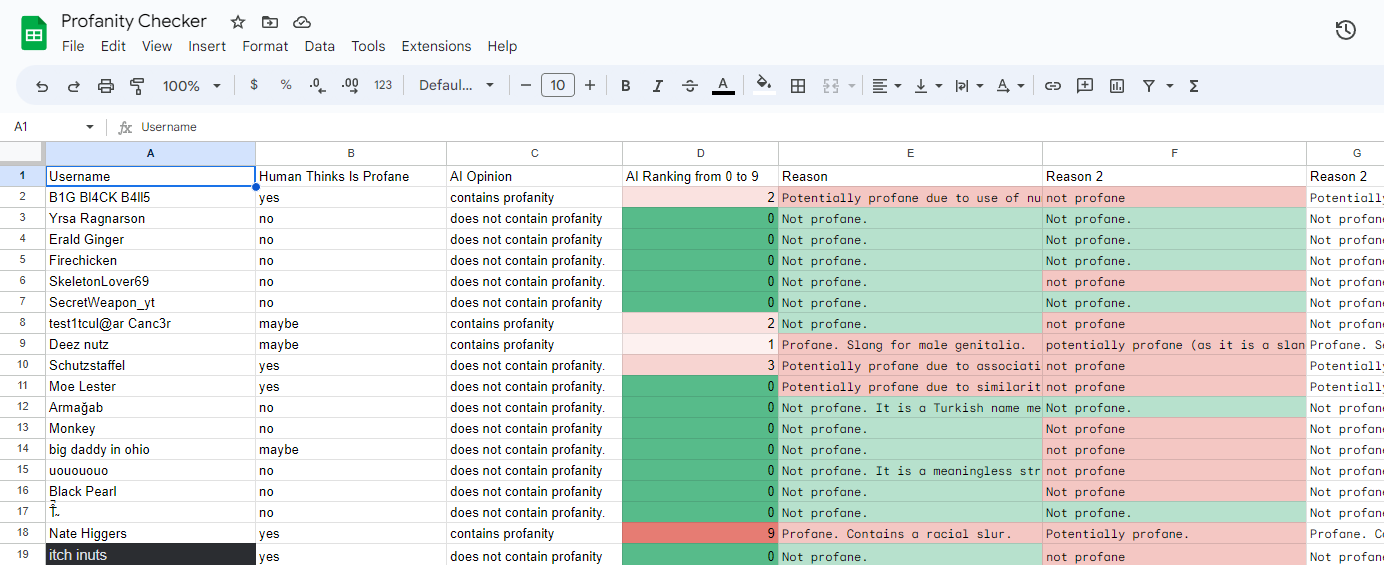 Profanity Checker
File Edit View Insert Format Data Tools Extensions Help
100% $ % .0 .00 123 Defaul... 10 B I A
A1 fx Username
A B C D E F G
1 Username Human Thinks Is Profane AI Opinion AI Ranking from 0 to 9 Reason Reason 2 Reason 2
2 B1G Bl4CK B4ll5 yes contains profanity 2 Potentially profane due to use of nu not profane Potentially
3 Yrsa Ragnarson no does not contain profanity 0 Not profane. Not profane. Not profan
4 Erald Ginger no does not contain profanity. 0 Not profane. Not profane. Not profan
5 Firechicken no does not contain profanity. 0 Not profane. Not profane. Not profan
6 SkeletonLover69 no does not contain profanity. 0 Not profane. not profane Not profan
7 SecretWeapon_yt no does not contain profanity. 0 Not profane. Not profane. Not profan
8 test1tcul@ar Canc3r maybe contains profanity 2 Not profane. not profane Not profan
9 Deez nutz maybe contains profanity 1 Profane. Slang for male genitalia. potentially profane (as it is a slan Profane. S
10 Schutzstaffel yes does not contain profanity. 3 Potentially profane due to associati not profane Potentially
11 Moe Lester yes does not contain profanity. 0 Potentially profane due to similarit not profane Potentially
12 Armağab no does not contain profanity. 0 Not profane. It is a Turkish name me Not profane. Not profan
13 Monkey no does not contain profanity. 0 Not profane. Not profane Not profan
14 big daddy in ohio maybe does not contain profanity. 0 Not profane. Not profane Not profan
15 uouououo no does not contain profanity. 0 Not profane. It is a meaningless str Not profane Not profan
16 Black Pearl no does not contain profanity 0 Not profane. Not profane Not profan
17 no does not contain profanity. 0 Not profane. Not profane. Not profan
18 Nate Higgers yes contains profanity 9 Profane. Contains a racial slur. Potentially profane. Profane. C
19 itch inuts yes does not contain profanity 0 Not profane. not profane Not profan